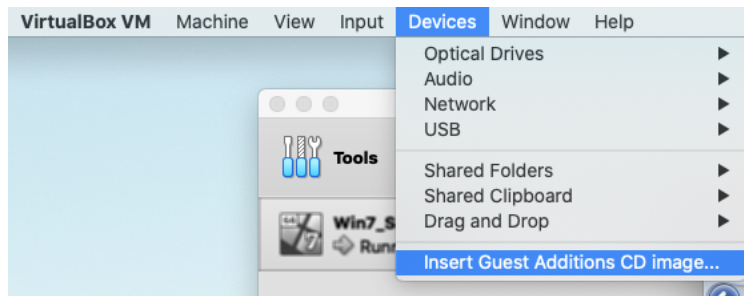 VirtualBox VM Machine View Input Devices Window Help
Optical Drives
Audio
Network
USB
Tools
Shared Folders
Shared Clipboard
Drag and Drop
Win7_S
Runn
Insert Guest Additions CD image...